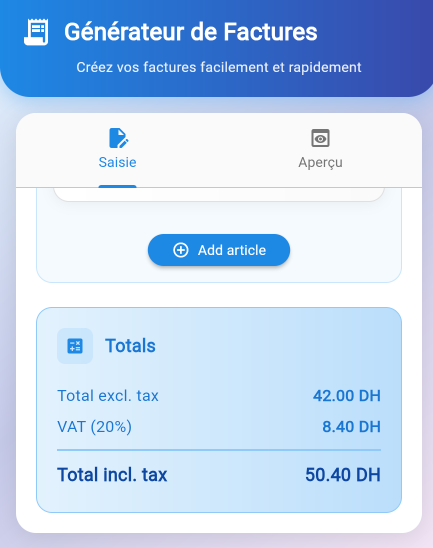 Générateur de Factures
Créez vos factures facilement et rapidement
Saisie
Aperçu
Add article
Totals
Total excl. tax 42.00 DH
VAT (20%) 8.40 DH
Total incl. tax 50.40 DH